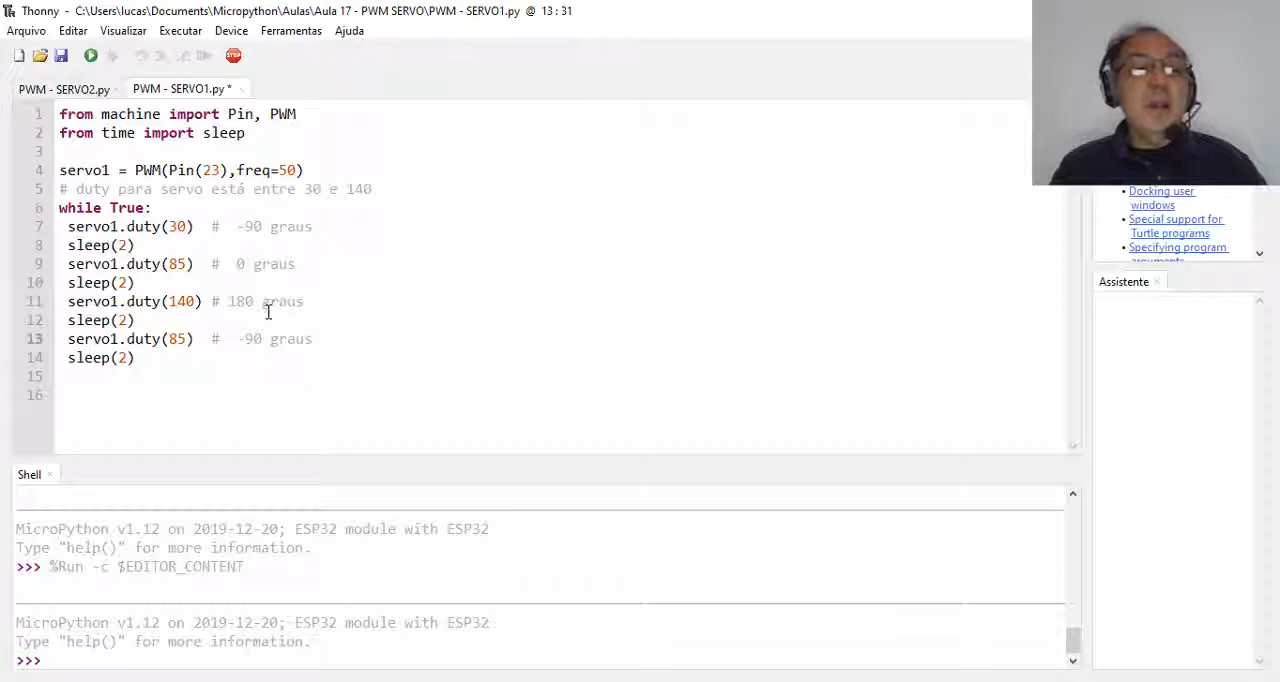 Thonny - C:\Users\lucas\Documents\Micropython\Aulas\Aula 17 - PWM SERVO\PWM - SERVO1.py @ 13 : 31
Arquivo Editar Visualizar Executar Device Ferramentas Ajuda
STOP
PWM - SERVO2.py × PWM - SERVO1.py * ×
1 from machine import Pin, PWM
2 from time import sleep
3
4 servo1 = PWM(Pin(23),freq=50)
5 # duty para servo está entre 30 e 140
6 while True:
7 servo1.duty(30) # -90 graus
8 sleep(2)
9 servo1.duty(85) # 0 graus
10 sleep(2)
11 servo1.duty(140) # 180 graus
12 sleep(2)
13 servo1.duty(85) # -90 graus
14 sleep(2)
15
16
Docking user
windows
Special support for
Turtle programs
Specifying program
Assistente ×
Shell ×
MicroPython v1.12 on 2019-12-20; ESP32 module with ESP32
Type "help()" for more information.
>>> %Run -c $EDITOR_CONTENT
MicroPython v1.12 on 2019-12-20; ESP32 module with ESP32
Type "help()" for more information.
>>>